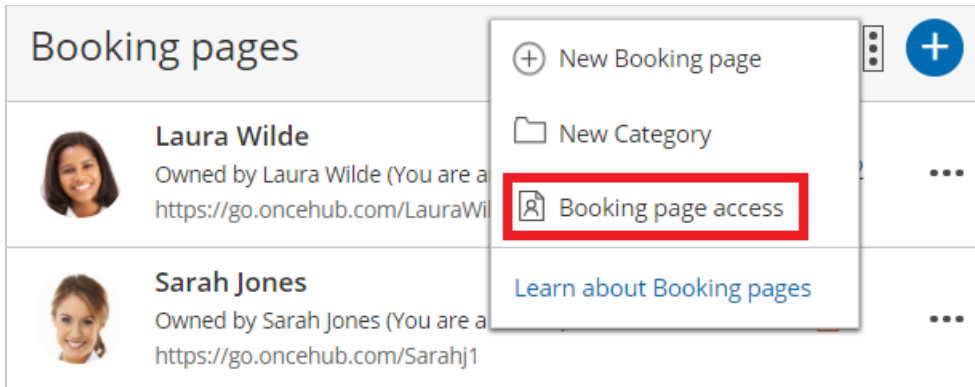 Booking pages
New Booking page
New Category
Booking page access
Learn about Booking pages
Laura Wilde
Owned by Laura Wilde (You are a
https://go.oncehub.com/LauraWil
Sarah Jones
Owned by Sarah Jones (You are a
https://go.oncehub.com/Sarahj1